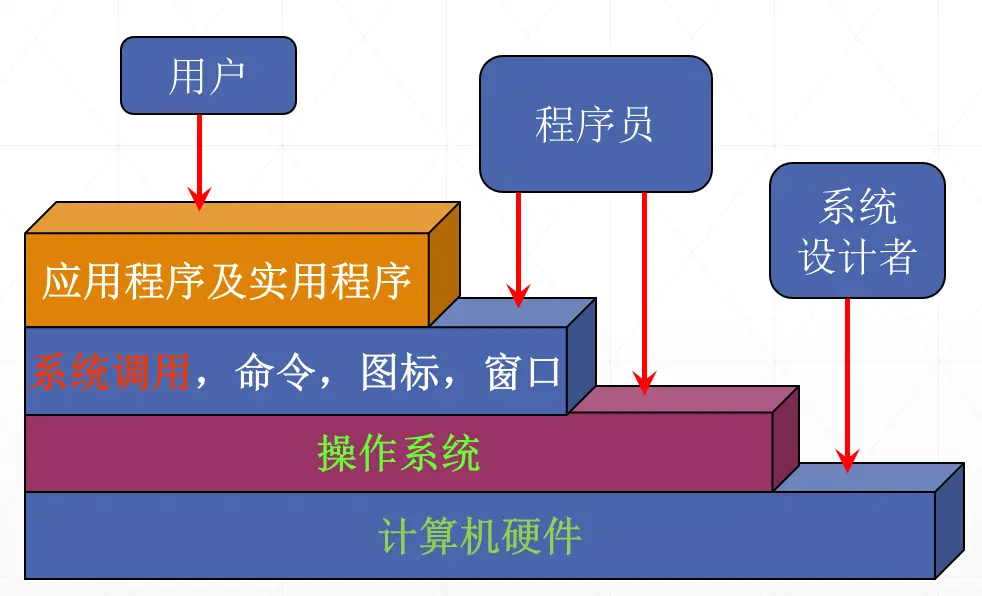 用户
程序员
系统
设计者
应用程序及实用程序
系统调用，命令，图标，窗口
操作系统
计算机硬件